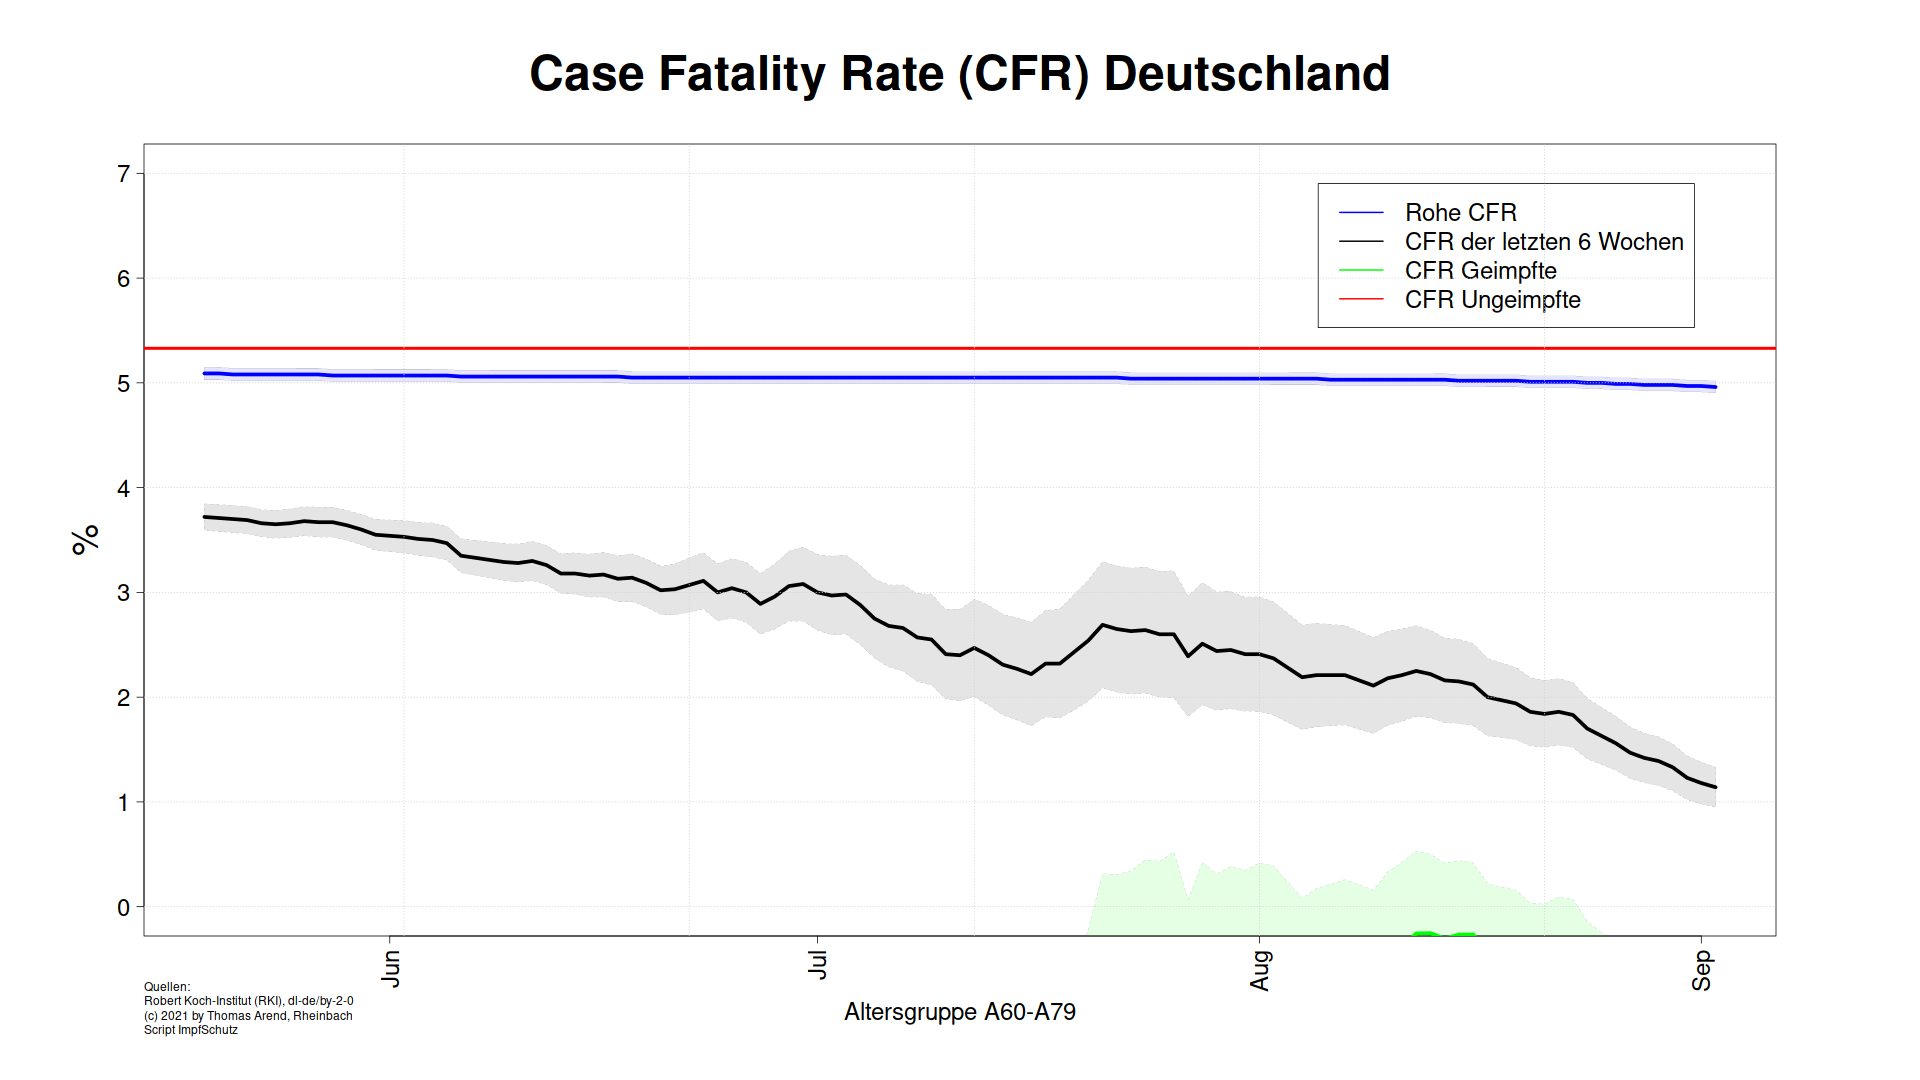 Case Fatality Rate (CFR) Deutschland
7
6
5
4
3
2
1
0
%
Rohe CFR
CFR der letzten 6 Wochen
CFR Geimpfte
CFR Ungeimpfte
Jun
Jul
Aug
Sep
Altersgruppe A60-A79
Quellen:
Robert Koch-Institut (RKI), dl-de/by-2-0
(c) 2021 by Thomas Arend, Rheinbach
Script ImpfSchutz